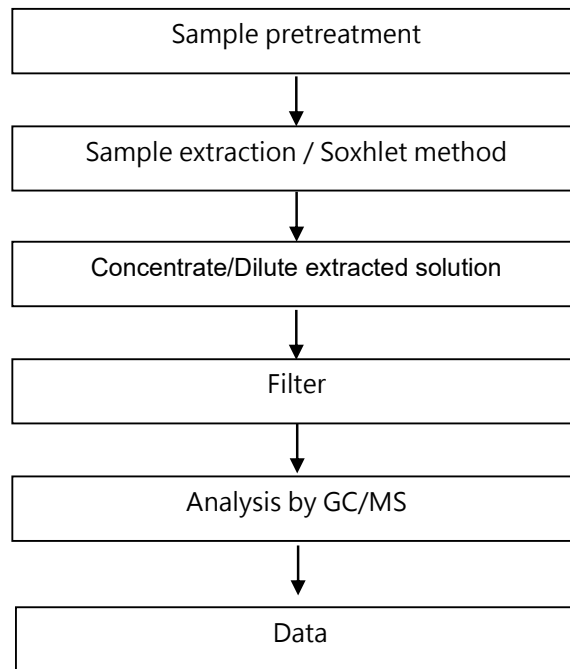 Sample pretreatment
Sample extraction / Soxhlet method
Concentrate/Dilute extracted solution
Filter
Analysis by GC/MS
Data